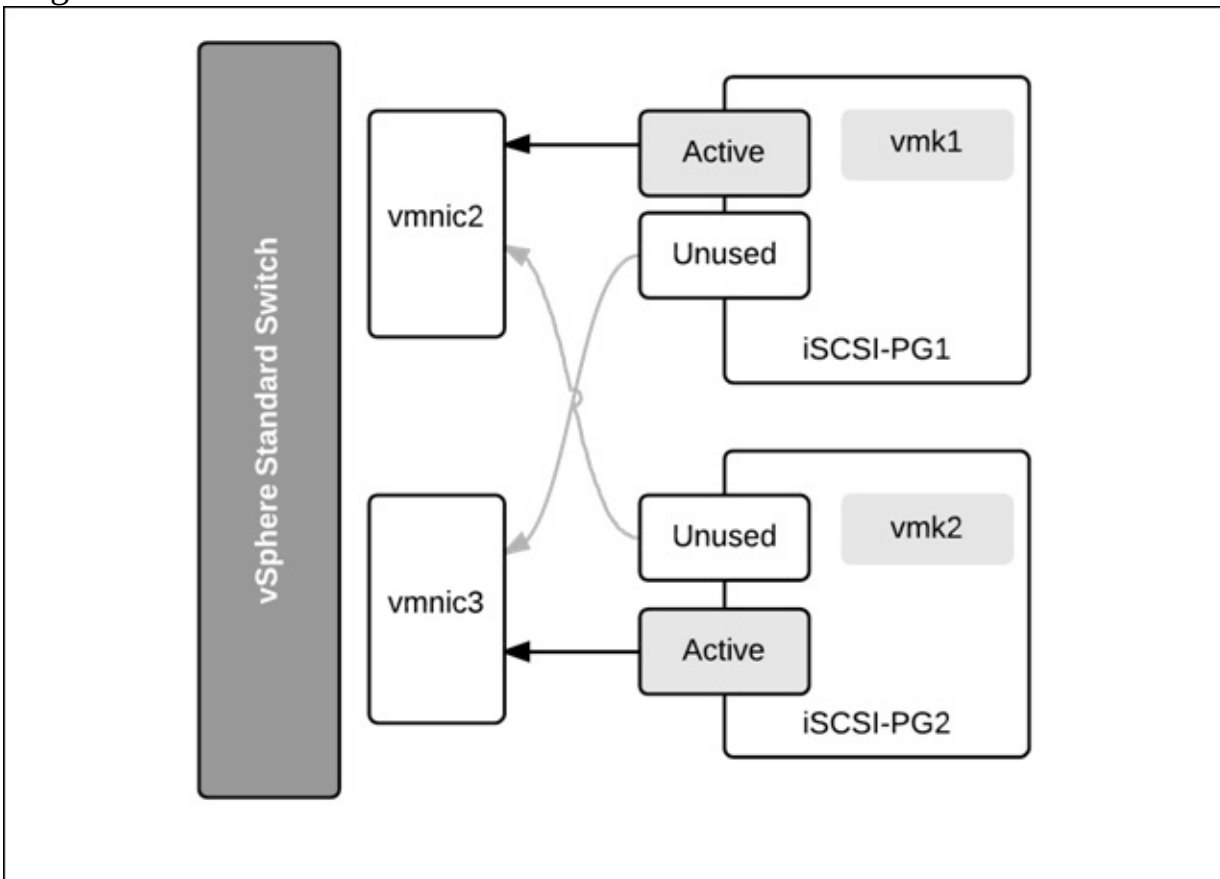 vSphere Standard Switch
vmnic2
Active
vmk1
Unused
iSCSI-PG1
vmnic3
Unused
vmk2
Active
iSCSI-PG2